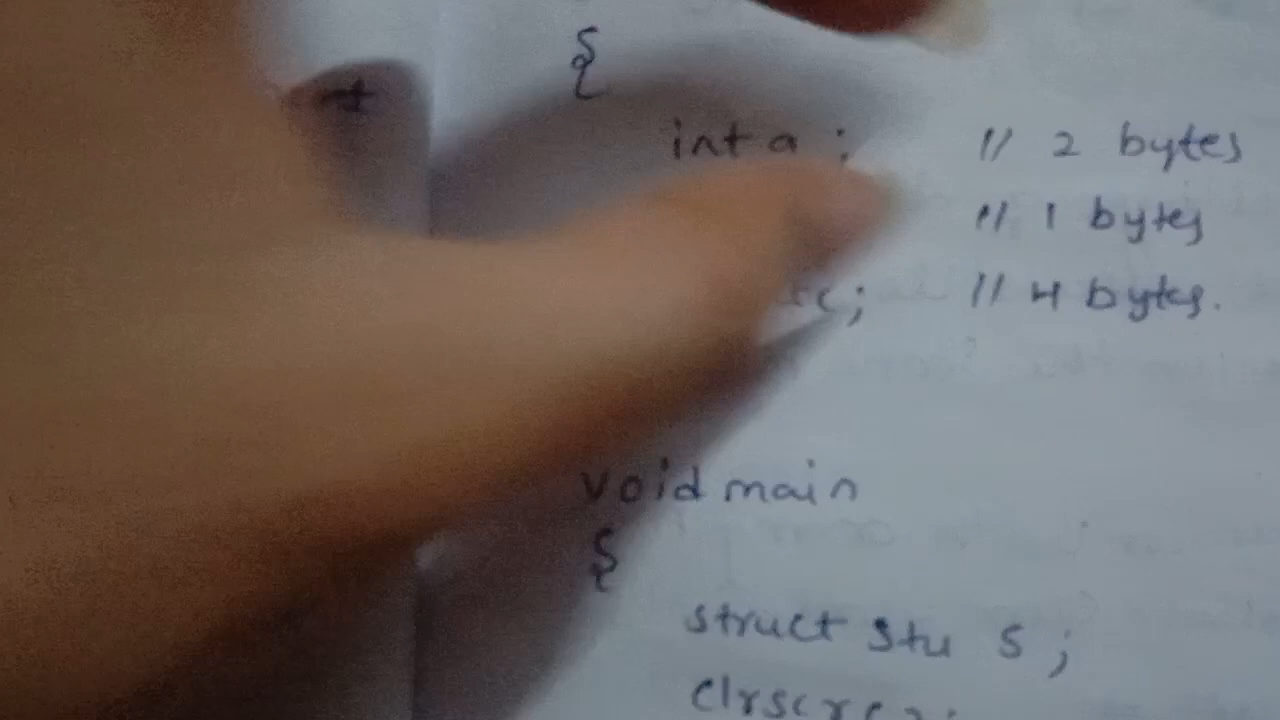 {
int a ; // 2 bytes
// 1 bytes
; // 4 bytes.
void main
{
struct stu s ;